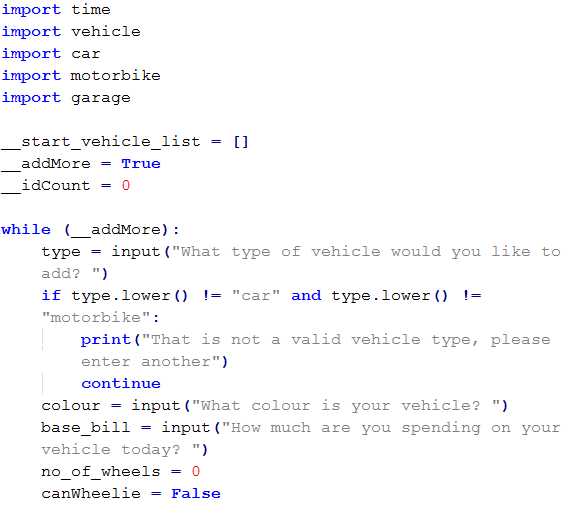 import time
import vehicle
import car
import motorbike
import garage
__start_vehicle_list = []
__addMore = True
__idCount = 0
while (__addMore):
type = input("What type of vehicle would you like to
add? ")
if type.lower() != "car" and type.lower() !=
"motorbike":
print("That is not a valid vehicle type, please
enter another")
continue
colour = input("What colour is your vehicle? ")
base_bill = input("How much are you spending on your
vehicle today? ")
no_of_wheels = 0
canWheelie = False